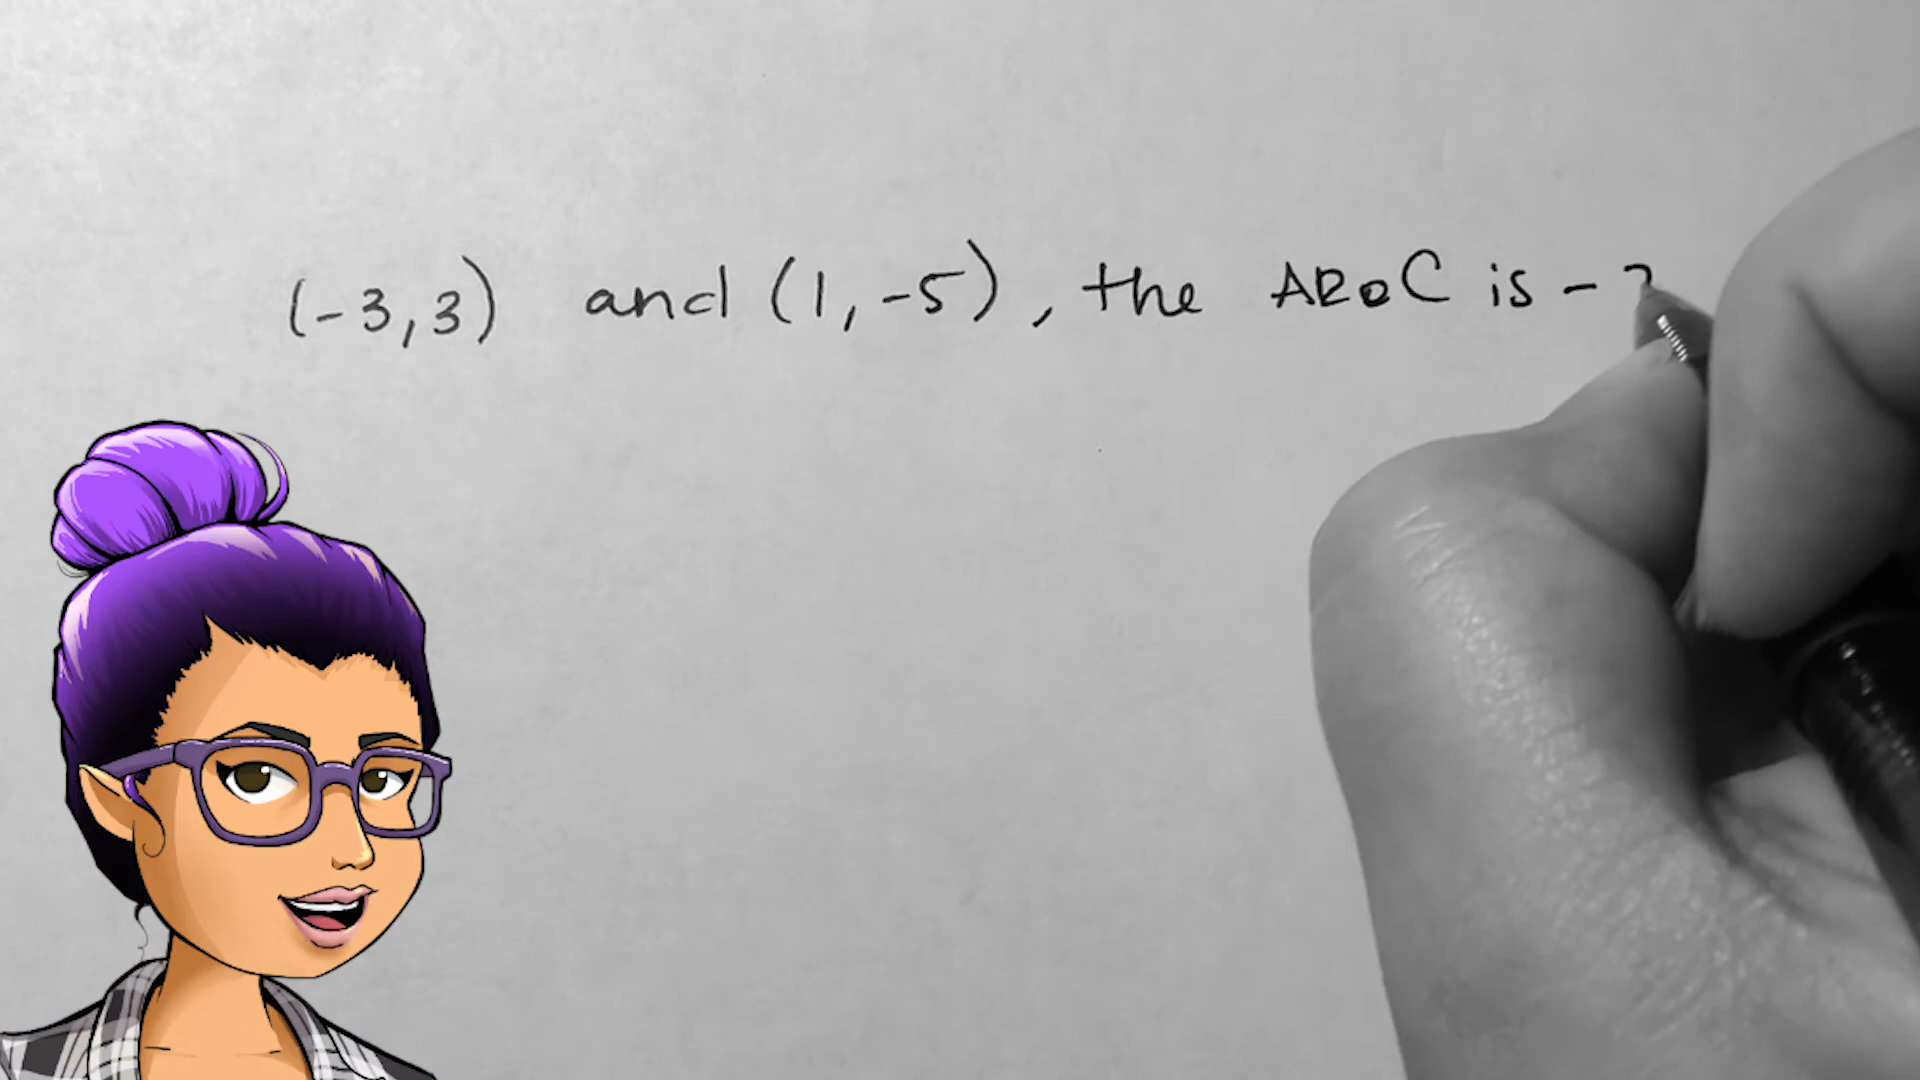 (-3,3) and (1,-5), the ARoC is -